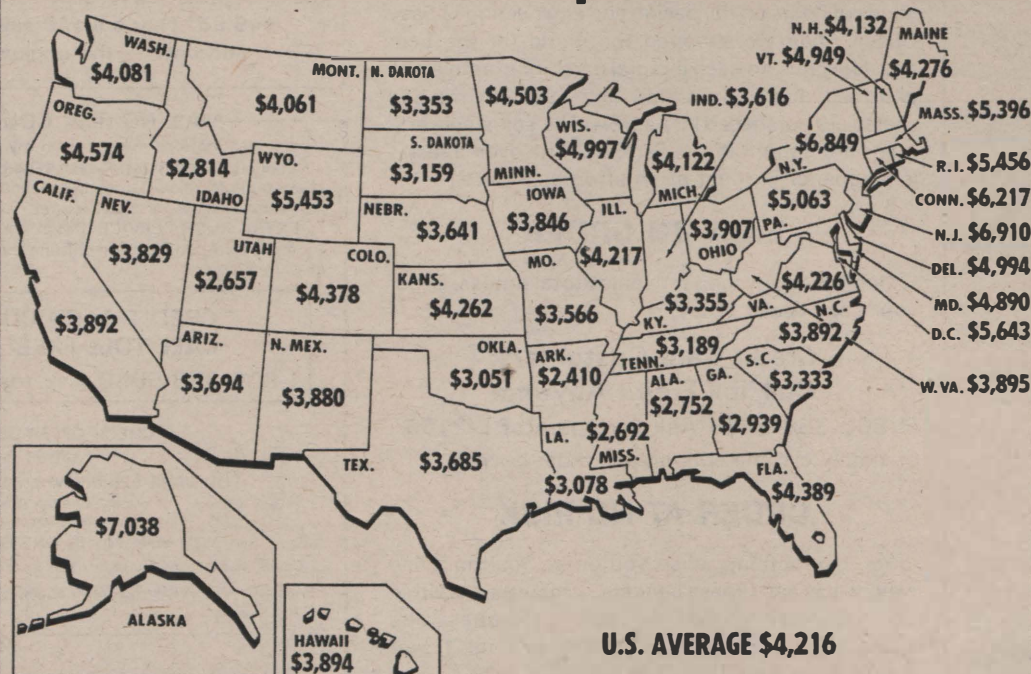 N.H. $4,132
MAINE
$4,276
VT. $4,949
WASH.
$4,081
MONT.
$4,061
N. DAKOTA
$3,353
$4,503
MINN.
WIS.
$4,997
IND. $3,616
$4,122
MICH.
$6,849
N.Y.
MASS. $5,396
OREG.
$4,574
$2,814
IDAHO
WYO.
$5,453
S. DAKOTA
$3,159
IOWA
$3,846
ILL.
$4,217
$3,907
OHIO
$5,063
PA.
R.I. $5,456
CONN. $6,217
N.J. $6,910
DEL. $4,994
MD. $4,890
D.C. $5,643
W. VA. $3,895
CALIF.
$3,892
NEV.
$3,829
UTAH
$2,657
COLO.
$4,378
NEBR.
$3,641
KANS.
$4,262
MO.
$3,566
$3,355
KY.
$4,226
VA.
N.C.
$3,892
ARIZ.
$3,694
N. MEX.
$3,880
OKLA.
$3,051
ARK.
$2,410
TENN.
$3,189
S.C.
$3,333
ALA.
$2,752
GA.
$2,939
TEX.
$3,685
LA.
$3,078
$2,692
MISS.
FLA.
$4,389
$7,038
ALASKA
HAWAII
$3,894
U.S. AVERAGE $4,216